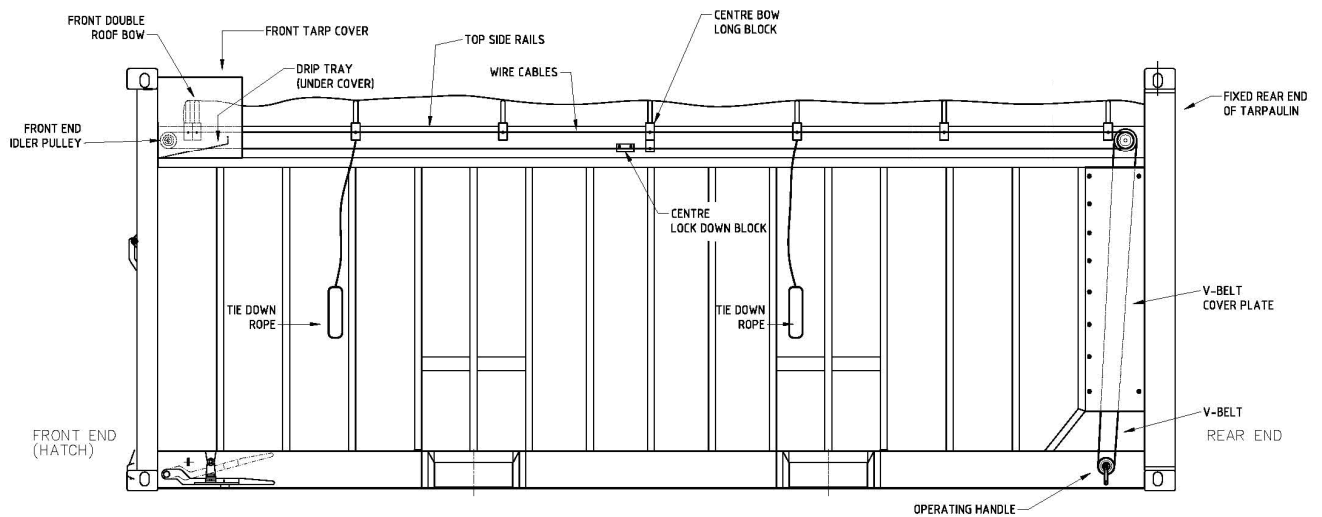 FRONT DOUBLE
ROOF BOW
FRONT TARP COVER
DRIP TRAY
(UNDER COVER)
TOP SIDE RAILS
WIRE CABLES
CENTRE BOW
LONG BLOCK
FIXED REAR END
OF TARPAULIN
FRONT END
IDLER PULLEY
CENTRE
LOCK DOWN BLOCK
TIE DOWN
ROPE
TIE DOWN
ROPE
V-BELT
COVER PLATE
V-BELT
FRONT END
(HATCH)
REAR END
OPERATING HANDLE